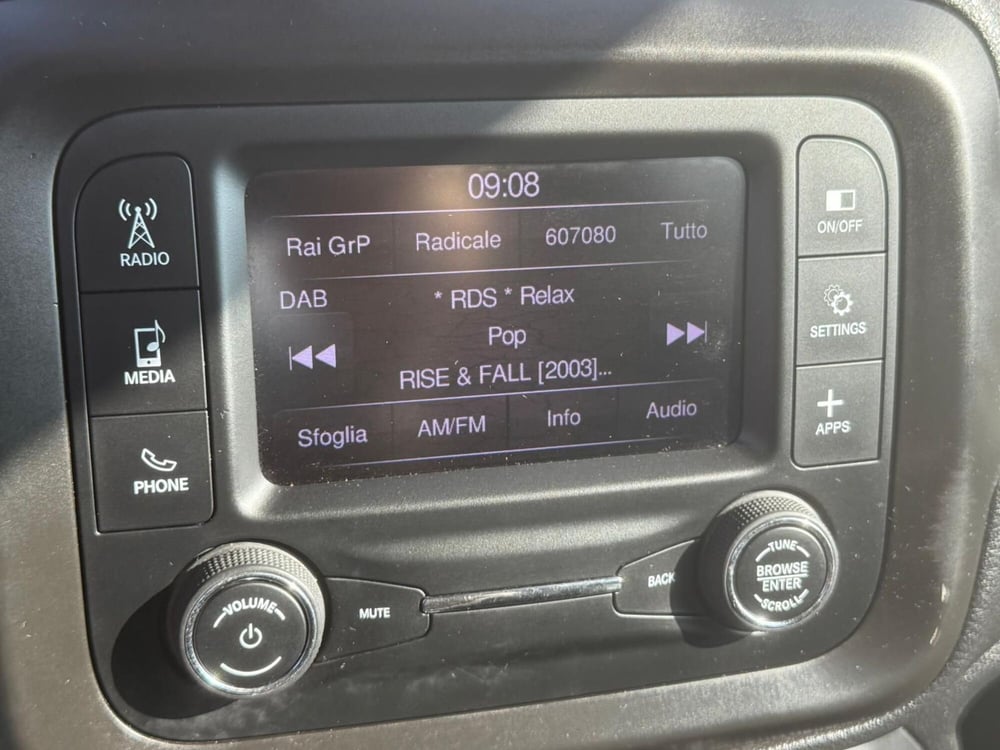 09:08
Rai GrP Radicale 607080 Tutto
DAB * RDS * Relax
Pop
RISE & FALL [2003]...
Sfoglia AM/FM Info Audio
RADIO
MEDIA
PHONE
ON/OFF
SETTINGS
APPS
VOLUME
MUTE
BACK
TUNE
BROWSE
ENTER
SCROLL